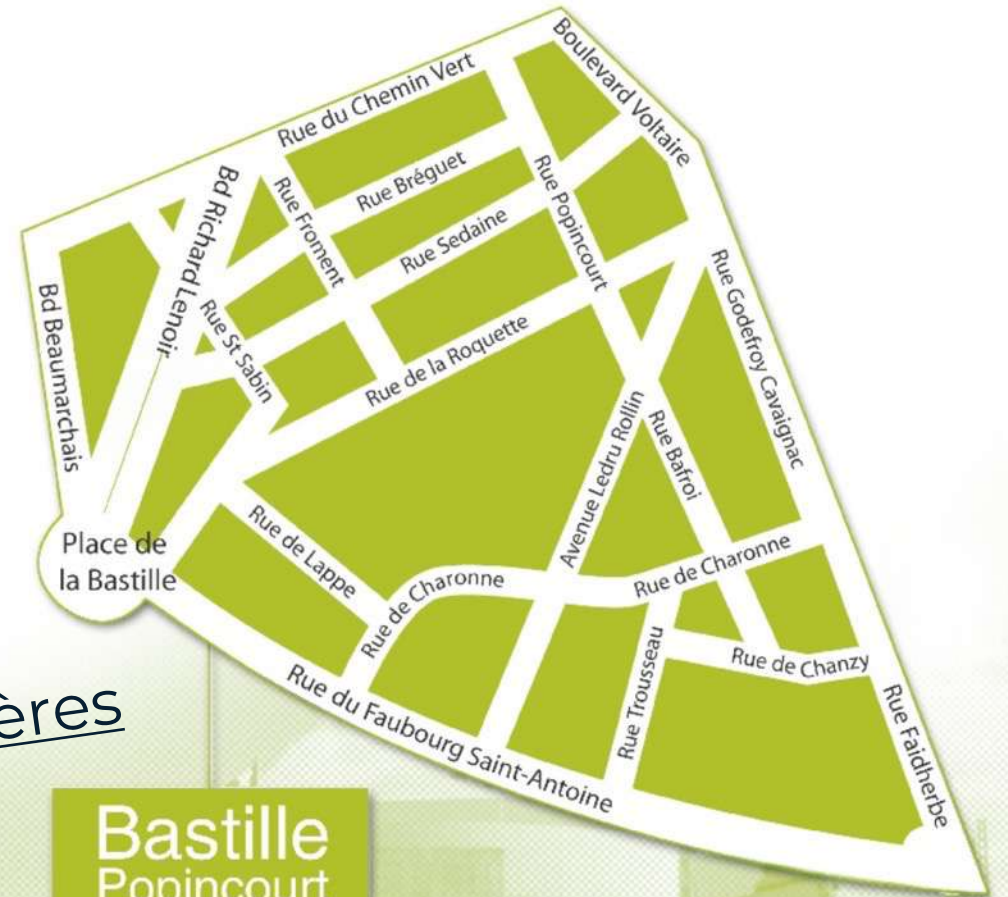 Boulevard Voltaire
Rue du Chemin Vert
Bd Richard Lenoir
Rue Froment
Rue Bréguet
Rue Popincourt
Rue Sedaine
Bd Beaumarchais
Rue St Sabin
Rue de la Roquette
Rue Godefroy Cavaignac
Avenue Ledru Rollin
Rue Bafroi
Place de
la Bastille
Rue de Lappe
Rue de Charonne
Rue de Charonne
Rue de Chanzy
Rue Trousseau
Rue du Faubourg Saint-Antoine
Rue Faidherbe
Bastille
Popincourt